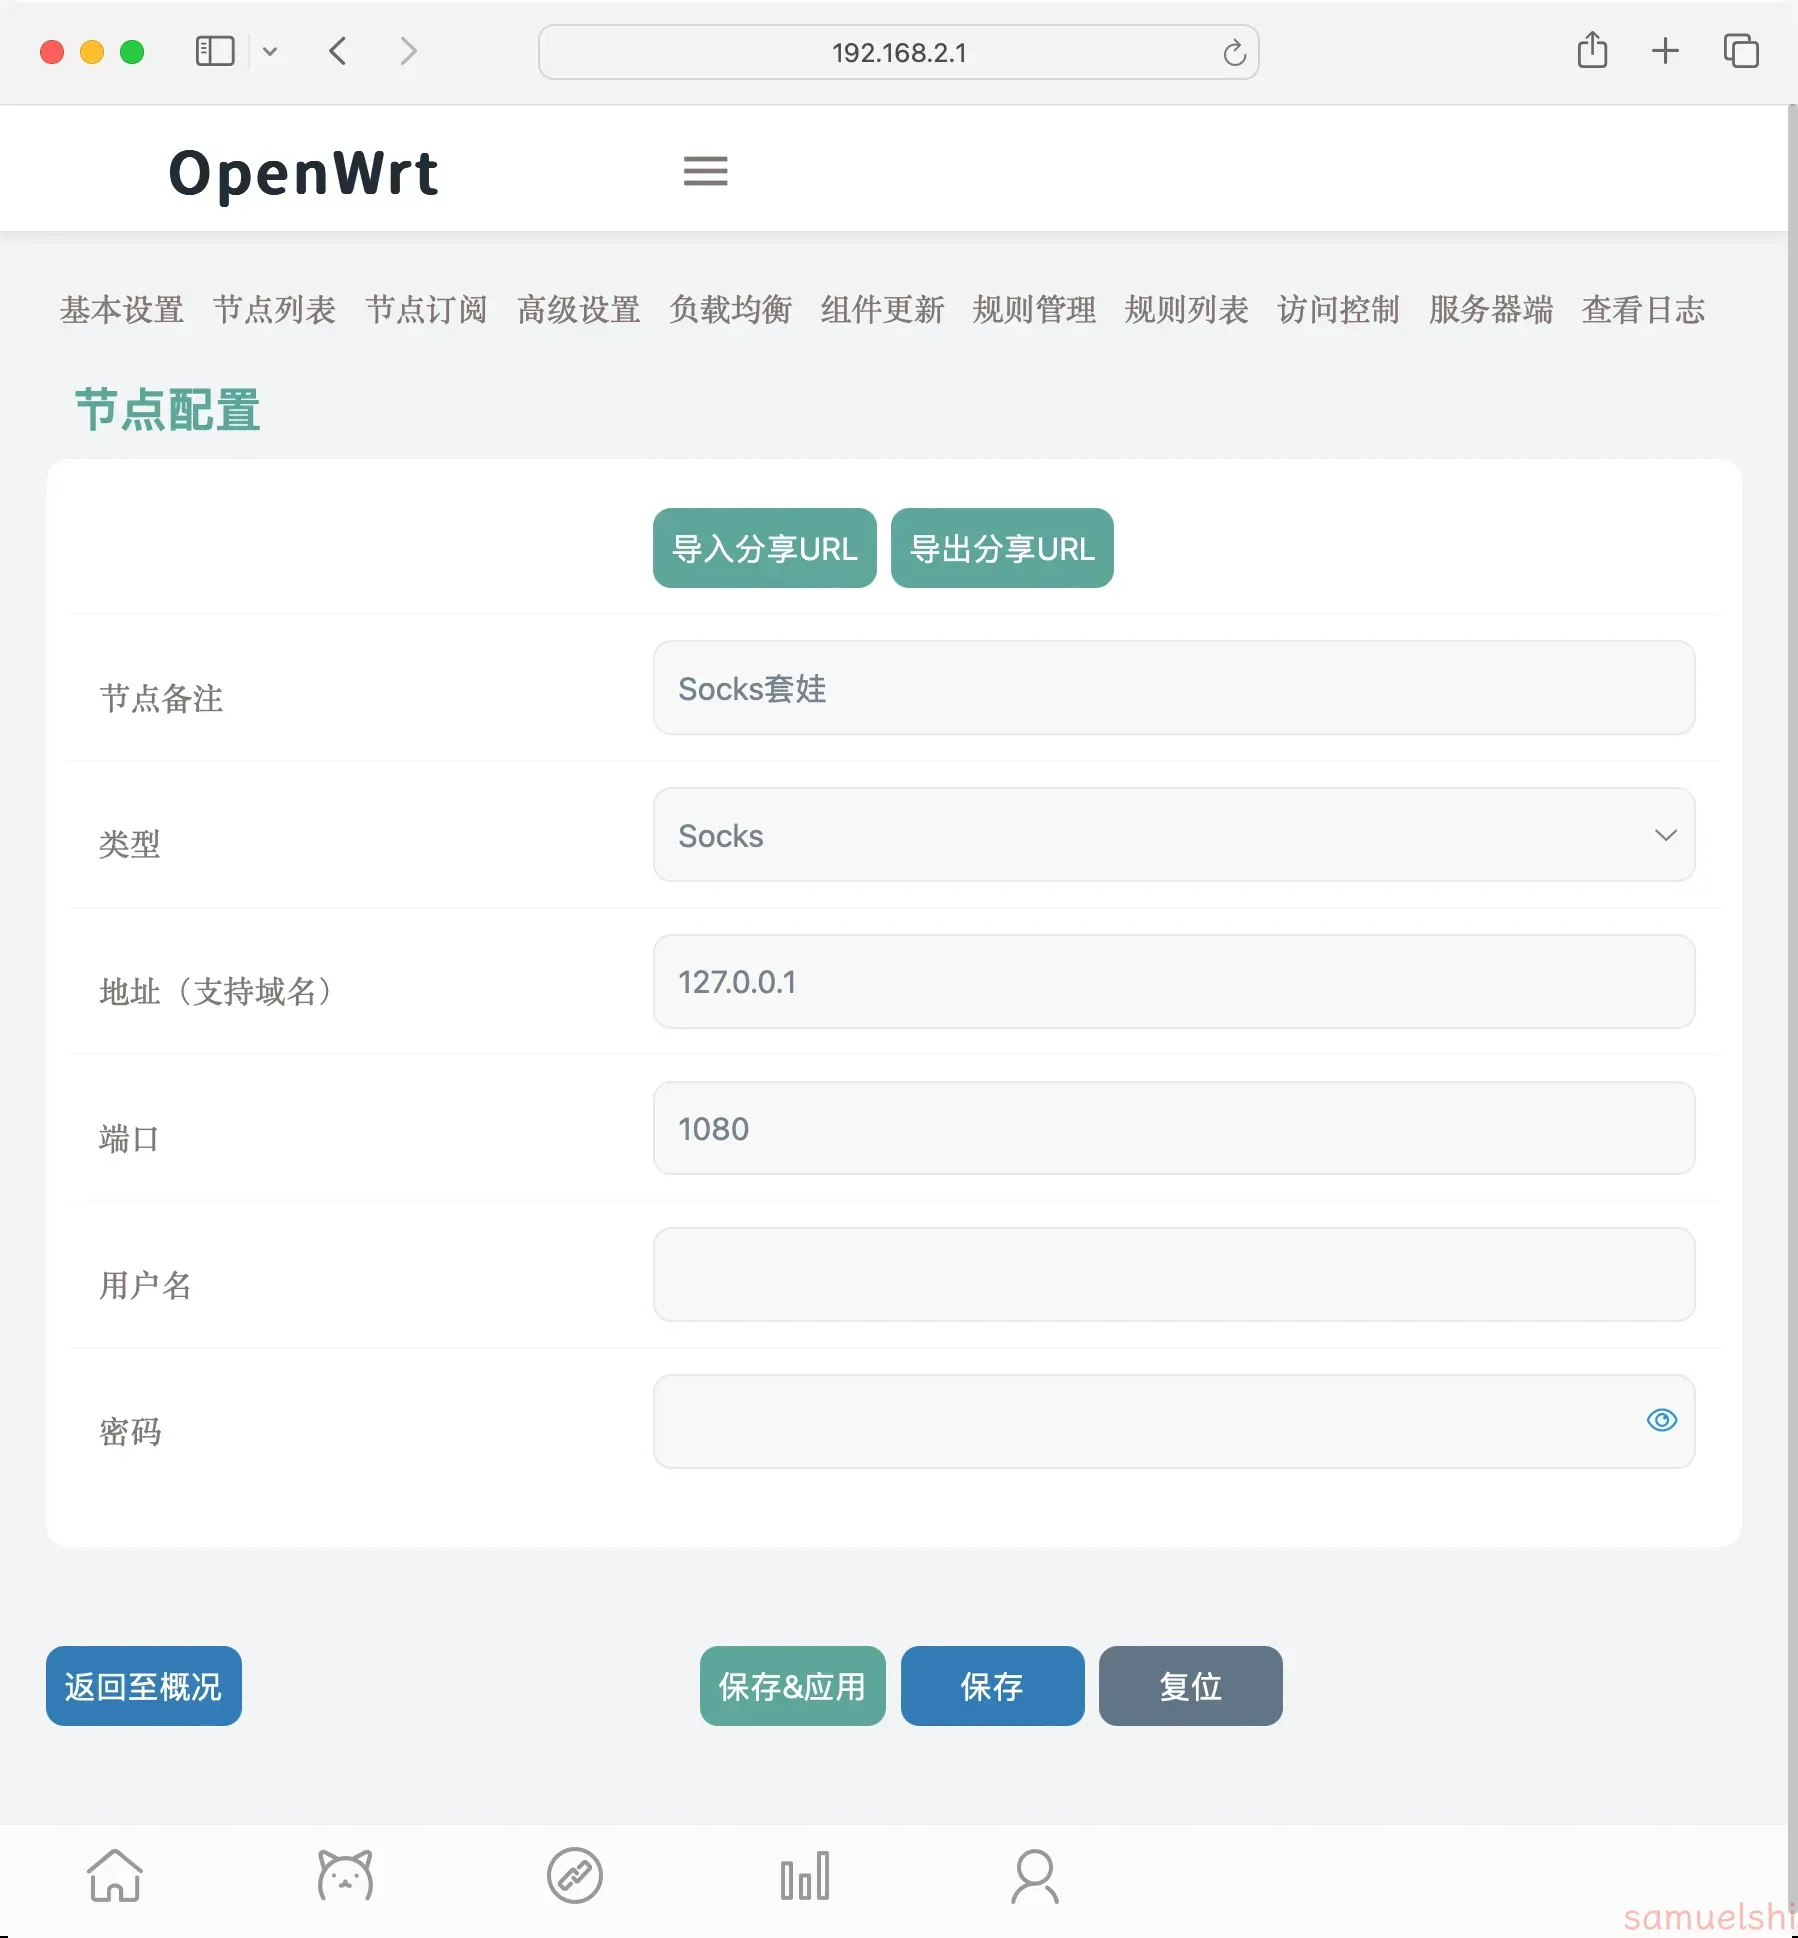 192.168.2.1
OpenWrt
基本设置 节点列表 节点订阅 高级设置 负载均衡 组件更新 规则管理 规则列表 访问控制 服务器端 查看日志
节点配置
导入分享URL 导出分享URL
节点备注 Socks套娃
类型 Socks
地址（支持域名） 127.0.0.1
端口 1080
用户名
密码
返回至概况 保存&应用 保存 复位
samuelshi